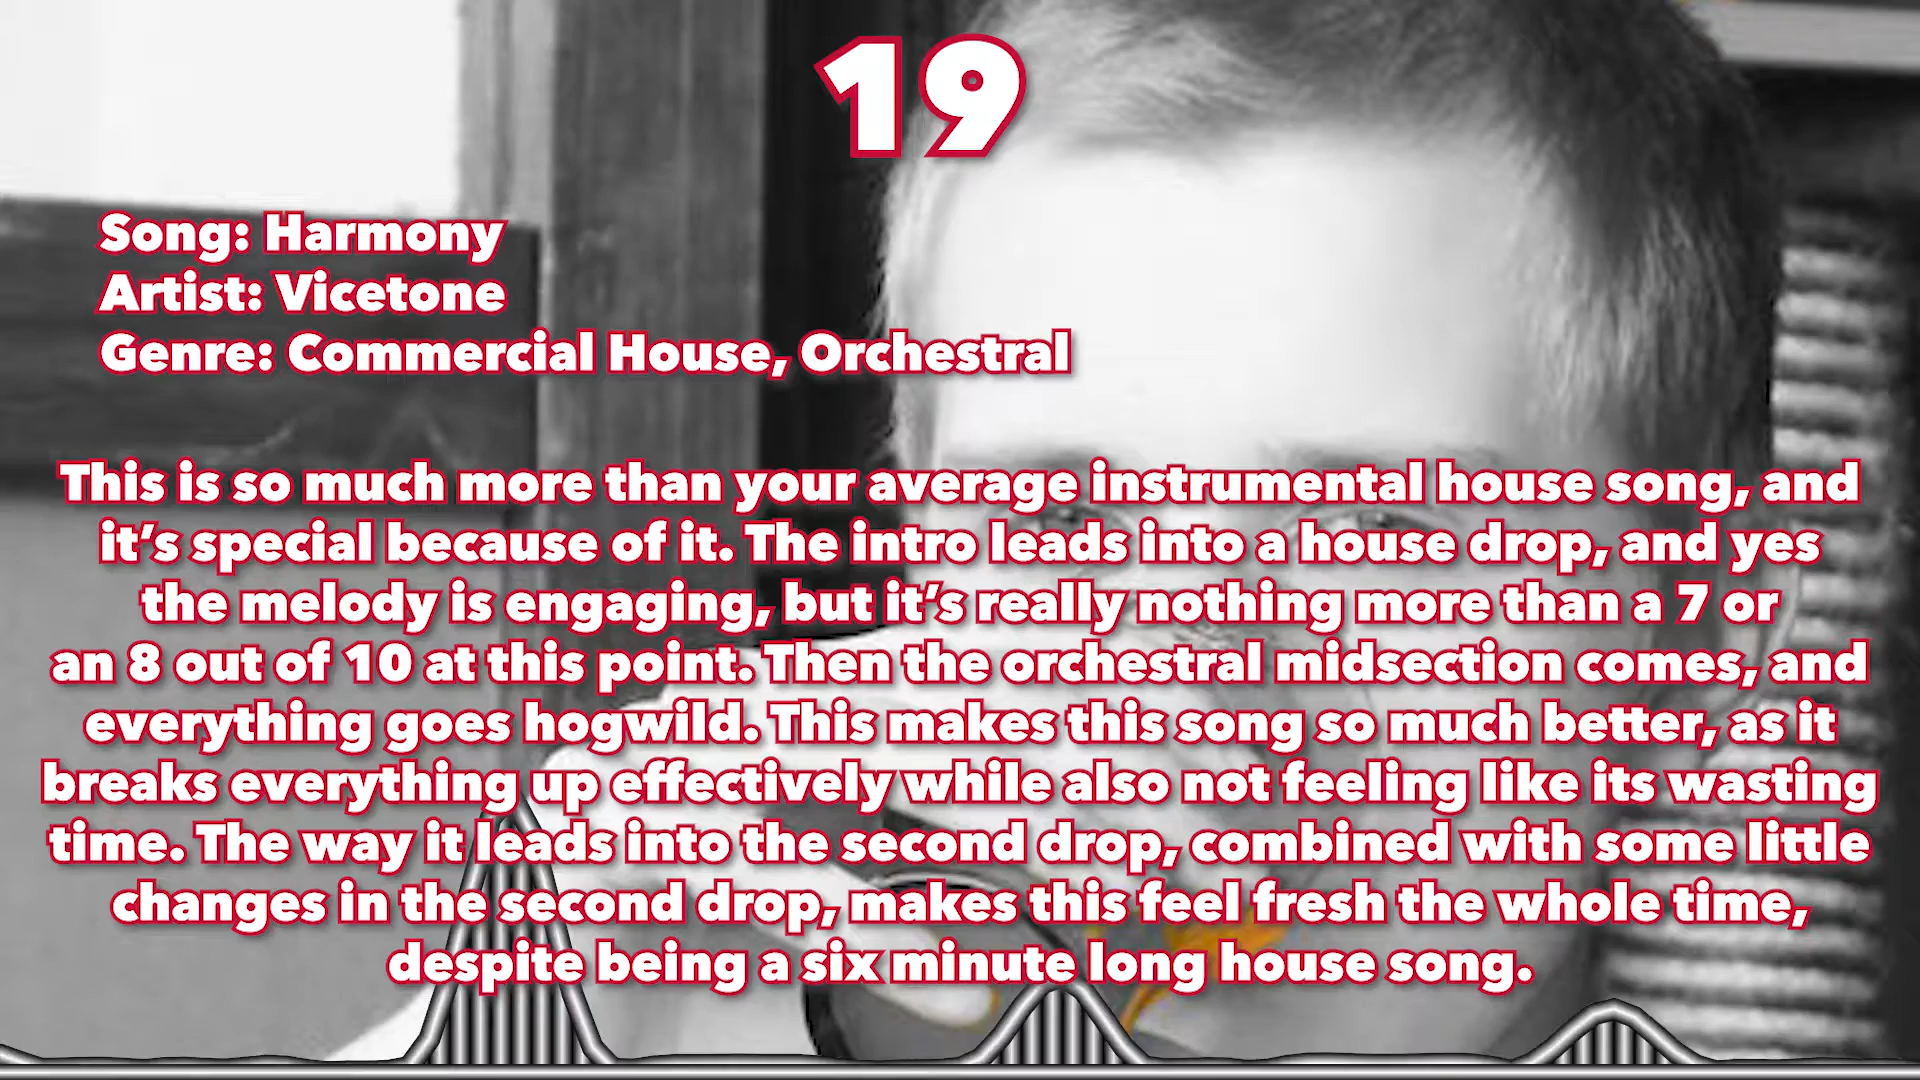 19
Song: Harmony
Artist: Vicetone
Genre: Commercial House, Orchestral
This is so much more than your average instrumental house song, and
it's special because of it. The intro leads into a house drop, and yes
the melody is engaging, but it's really nothing more than a 7 or
an 8 out of 10 at this point. Then the orchestral midsection comes, and
everything goes hogwild. This makes this song so much better, as it
breaks everything up effectively while also not feeling like its wasting
time. The way it leads into the second drop, combined with some little
changes in the second drop, makes this feel fresh the whole time,
despite being a six minute long house song.